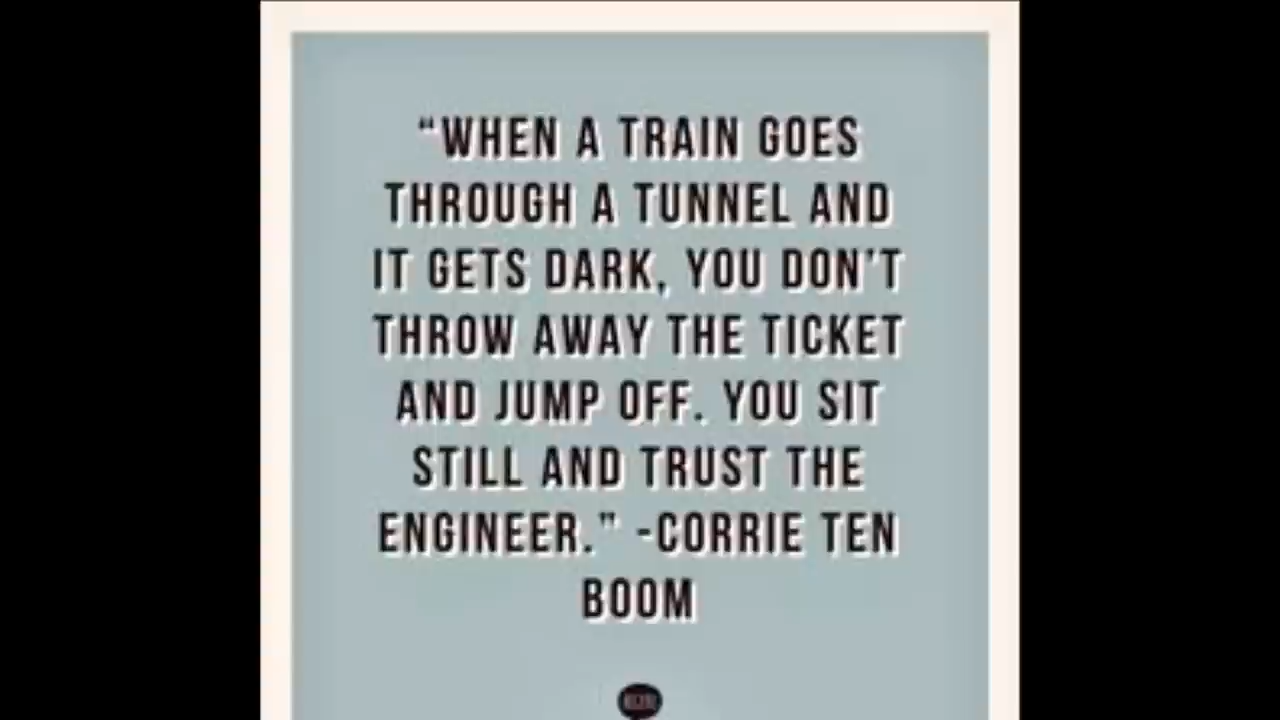 “WHEN A TRAIN GOES
THROUGH A TUNNEL AND
IT GETS DARK, YOU DON'T
THROW AWAY THE TICKET
AND JUMP OFF. YOU SIT
STILL AND TRUST THE
ENGINEER.” -CORRIE TEN
BOOM